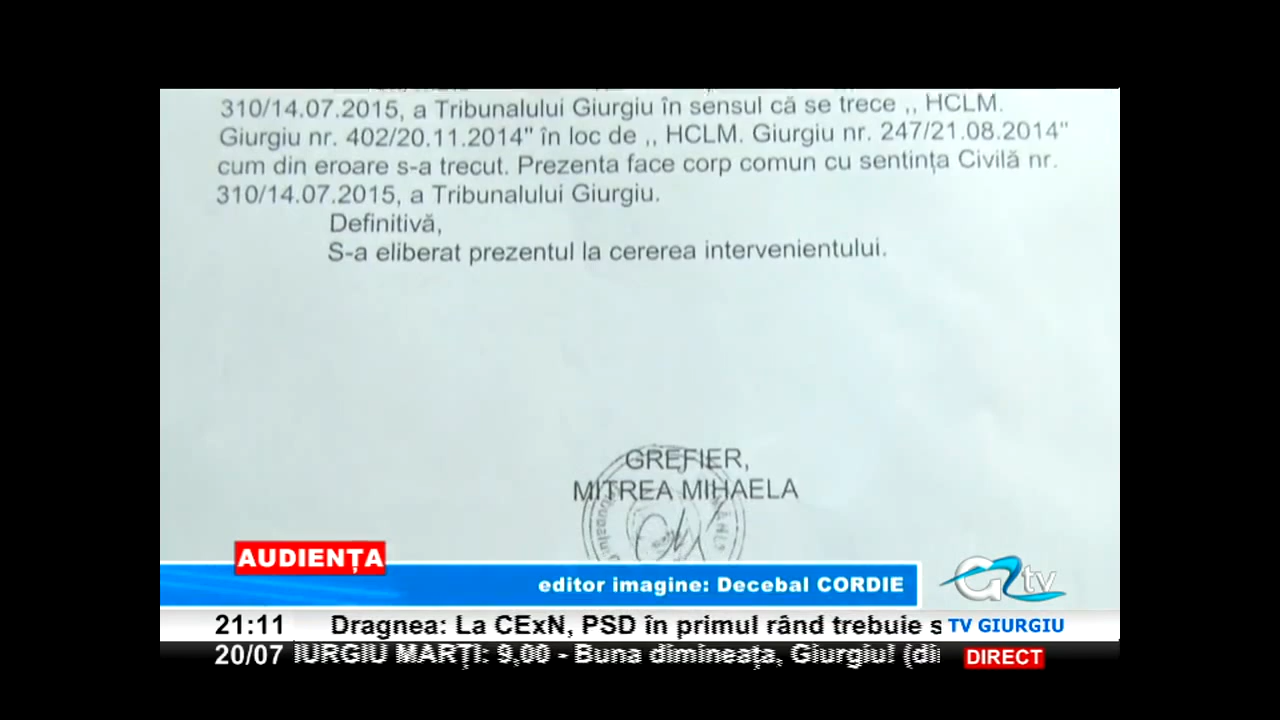 310/14.07.2015, a Tribunalului Giurgiu în sensul că se trece ,, HCLM.
Giurgiu nr. 402/20.11.2014" în loc de ,, HCLM. Giurgiu nr. 247/21.08.2014"
cum din eroare s-a trecut. Prezenta face corp comun cu sentința Civilă nr.
310/14.07.2015, a Tribunalului Giurgiu.
Definitivă,
S-a eliberat prezentul la cererea intervenientului.
GREFIER,
MITREA MIHAELA
AUDIENȚA
editor imagine: Decebal CORDIE
G tv
21:11 Dragnea: La CExN, PSD în primul rând trebuie s TV GIURGIU
20/07 IURGIU MARȚI: 9,00 - Buna dimineața, Giurgiu! (di DIRECT